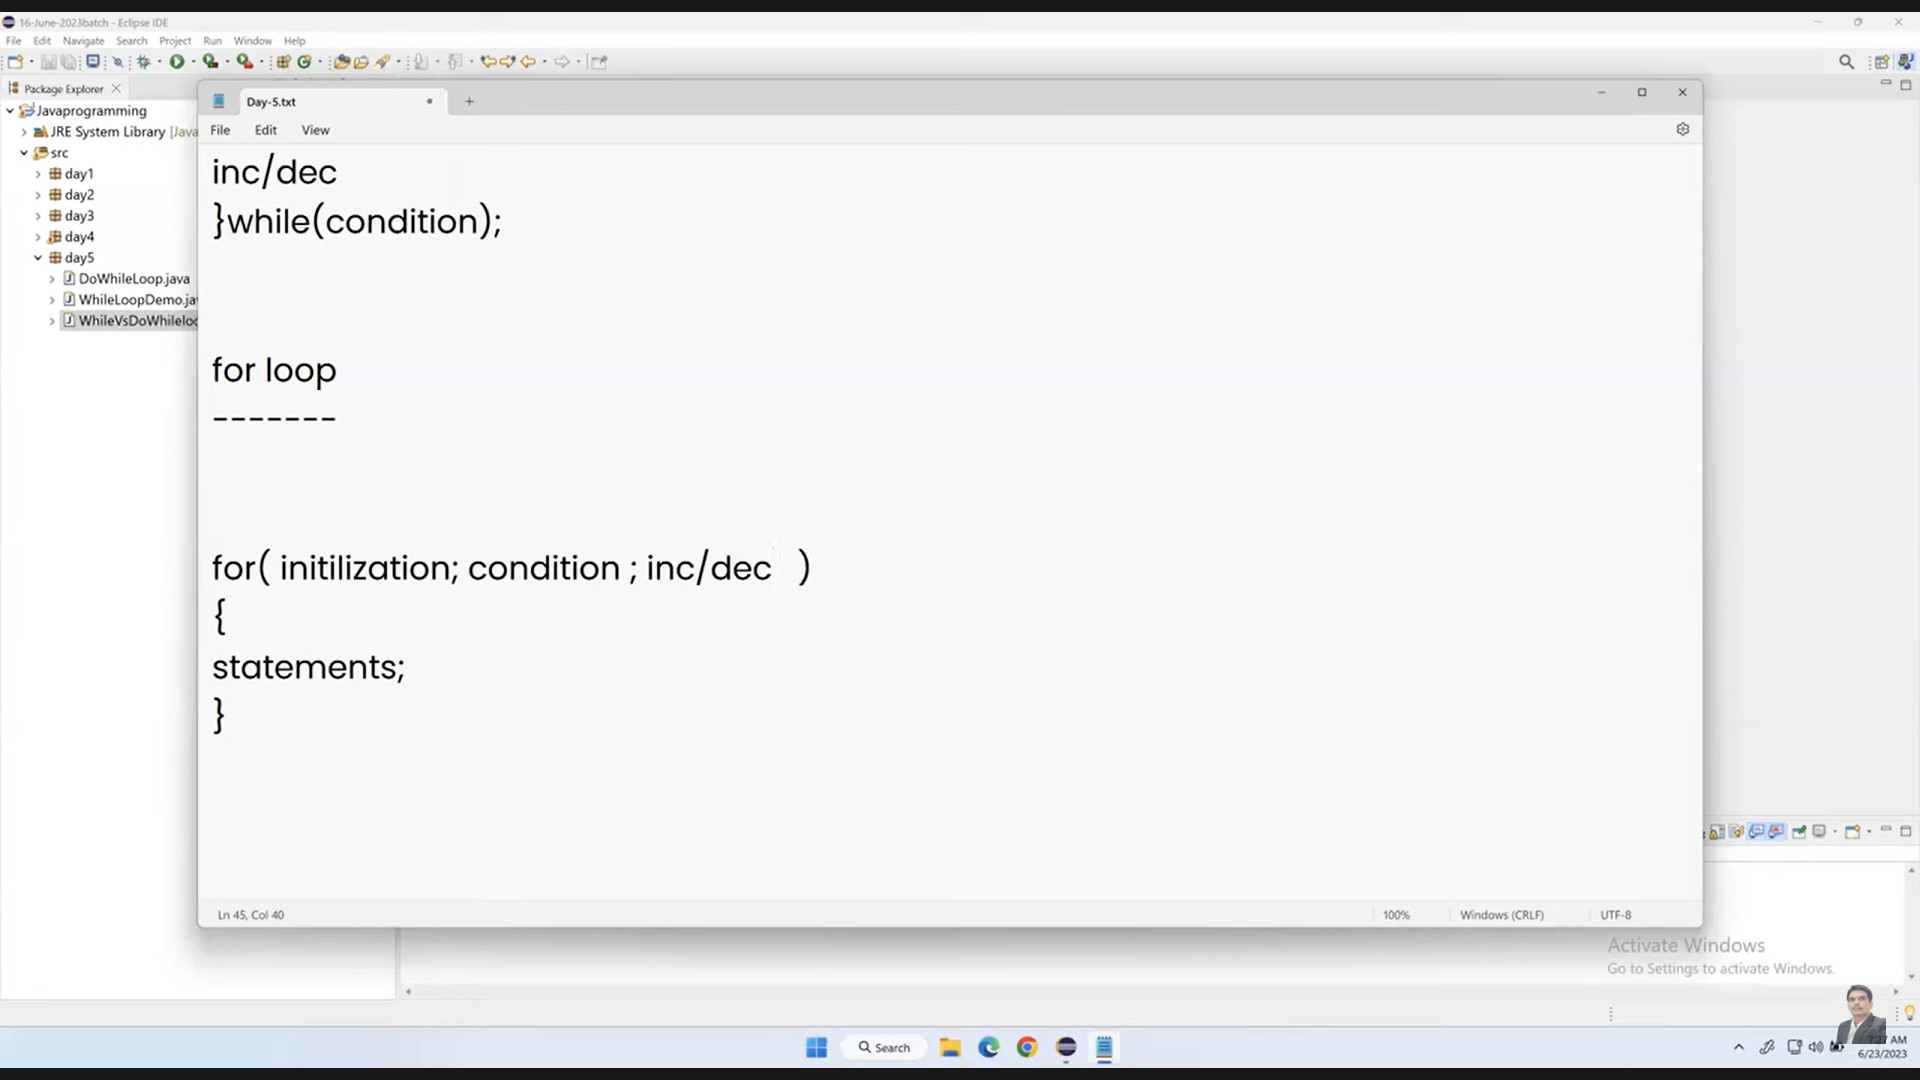 16-June-2023batch - Eclipse IDE
File Edit Navigate Search Project Run Window Help
Package Explorer
Javaprogramming
JRE System Library [Java
src
day1
day2
day3
day4
day5
DoWhileLoop.java
WhileLoopDemo.ja
WhileVsDoWhileloo
Day-5.txt
File Edit View
inc/dec
}while(condition);
for loop
-------
for( initilization; condition ; inc/dec )
{
statements;
}
Ln 45, Col 40
100%
Windows (CRLF)
UTF-8
Activate Windows
Go to Settings to activate Windows.
Search
AM
6/23/2023